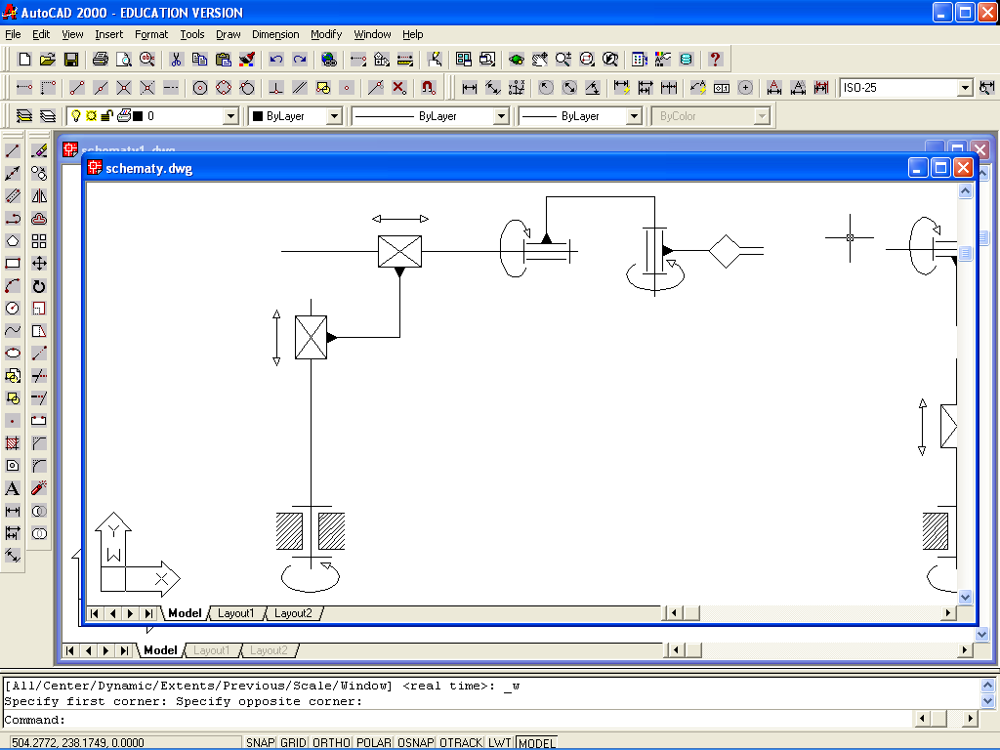 AutoCAD 2000 - EDUCATION VERSION
File Edit View Insert Format Tools Draw Dimension Modify Window Help
ISO-25
0 ByLayer ByLayer ByLayer ByColor
schematy1.dwg
schematy.dwg
Y
W
X
Model Layout1 Layout2
Model Layout1 Layout2
[All/Center/Dynamic/Extents/Previous/Scale/Window] <real time>: _w
Specify first corner: Specify opposite corner:
Command:
504.2772, 238.1749, 0.0000 SNAP GRID ORTHO POLAR OSNAP OTRACK LWT MODEL